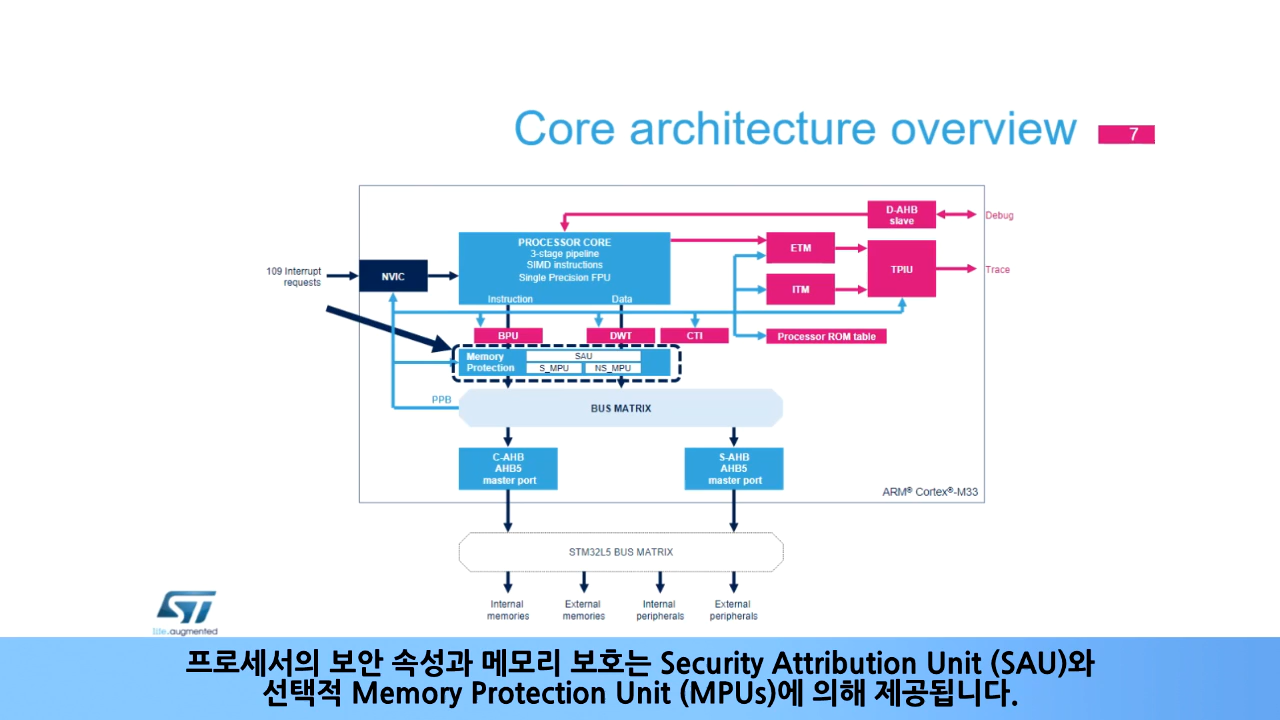 Core architecture overview
7
D-AHB
slave
Debug
PROCESSOR CORE
3-stage pipeline
SIMD instructions
Single Precision FPU
Instruction
Data
ETM
TPIU
Trace
109 Interrupt
requests
NVIC
ITM
BPU
DWT
CTI
Processor ROM table
Memory
Protection
SAU
S_MPU
NS_MPU
PPB
BUS MATRIX
C-AHB
AHB5
master port
S-AHB
AHB5
master port
ARM® Cortex®-M33
STM32L5 BUS MATRIX
Internal
memories
External
memories
Internal
peripherals
External
peripherals
ST
life.augmented
프로세서의 보안 속성과 메모리 보호는 Security Attribution Unit (SAU)와
선택적 Memory Protection Unit (MPUs)에 의해 제공됩니다.